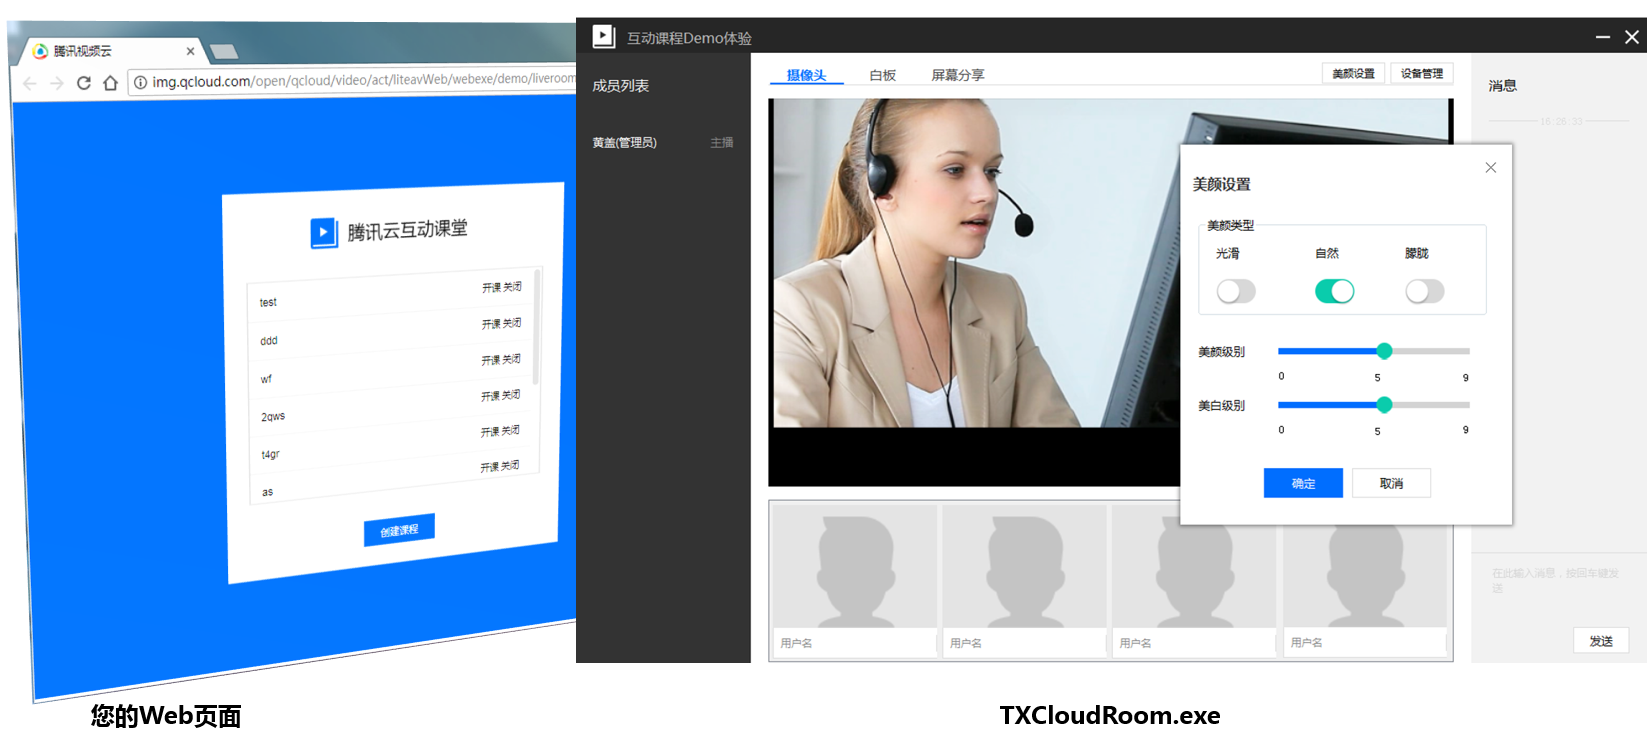 腾讯视频云
img.qcloud.com/open/qcloud/video/act/liteavWeb/webexe/demo/liveroom
腾讯云互动课堂
test 开课 关闭
ddd 开课 关闭
wf 开课 关闭
2qws 开课 关闭
t4gr 开课 关闭
as 开课 关闭
创建课程
您的Web页面
互动课程Demo体验
成员列表
黄盖(管理员) 主播
摄像头 白板 屏幕分享 美颜设置 设备管理
美颜设置
美颜类型
光滑 自然 朦胧
美颜级别
0 5 9
美白级别
0 5 9
确定 取消
用户名 用户名 用户名 用户名
消息
16:26:33
在此输入消息，按回车键发
送
发送
TXCloudRoom.exe